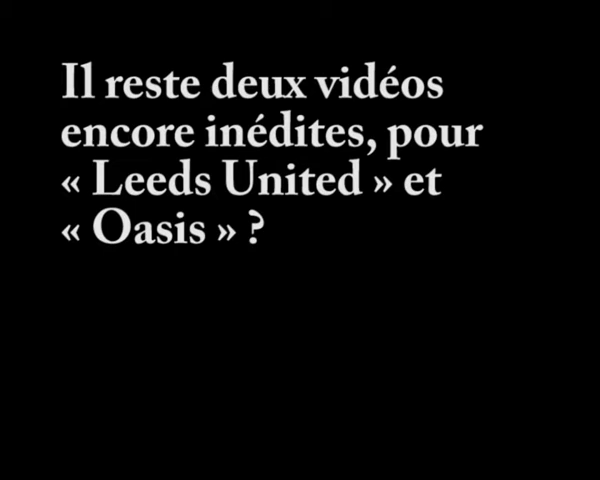 Il reste deux vidéos
encore inédites, pour
« Leeds United » et
« Oasis » ?